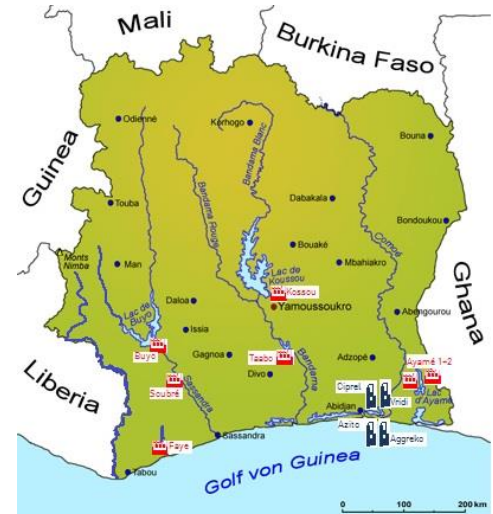 Mali
Burkina Faso
Guinea
Odienné
Korhogo
Bandama Blanc
Bouna
Bandama Rouge
Touba
Dabakala
Comoé
Bondoukou
Monts
Nimba
Man
Bouaké
Mbahiakro
Lac de
Koussou
Ghana
Kossou
Yamoussoukro
Lac de
Buyo
Daloa
Issia
Abengourou
Buyo
Gagnoa
Taabo
Bandama
Adzopé
Ayamé 1-2
Liberia
Soubré
Sassandra
Divo
Ciprel
Vridi
Lac
d'Ayamé
Abidjan
Azito
Aggreko
Faye
Sassandra
Tabou
Golf von Guinea
0
100
200 km